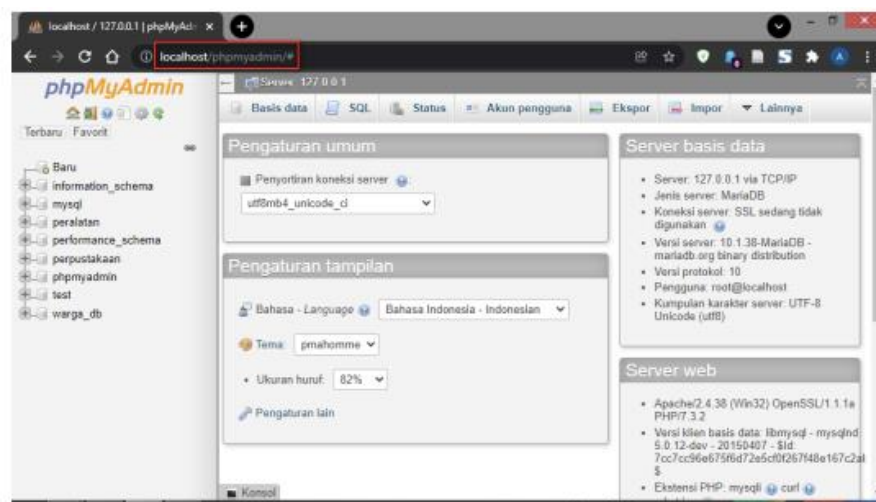 localhost / 127.0.0.1 | phpMyAd
localhost/phpmyadmin/#
phpMyAdmin
Terbaru Favorit
Baru
information_schema
mysql
peralatan
performance_schema
perpustakaan
phpmyadmin
test
warga_db
Server: 127.0.0.1
Basis data SQL Status Akun pengguna Ekspor Impor Lainnya
Pengaturan umum
Penyortiran koneksi server :
utf8mb4_unicode_ci
Pengaturan tampilan
Bahasa - Language Bahasa Indonesia - Indonesian
Tema: pmahomme
Ukuran huruf: 82%
Pengaturan lain
Konsol
Server basis data
Server: 127.0.0.1 via TCP/IP
Jenis server: MariaDB
Koneksi server: SSL sedang tidak
digunakan
Versi server: 10.1.38-MariaDB -
mariadb.org binary distribution
Versi protokol: 10
Pengguna: root@localhost
Kumpulan karakter server: UTF-8
Unicode (utf8)
Server web
Apache/2.4.38 (Win32) OpenSSL/1.1.1a
PHP/7.3.2
Versi klien basis data: libmysql - mysqlnd
5.0.12-dev - 20150407 - $Id:
$
Ekstensi PHP: mysqli curl